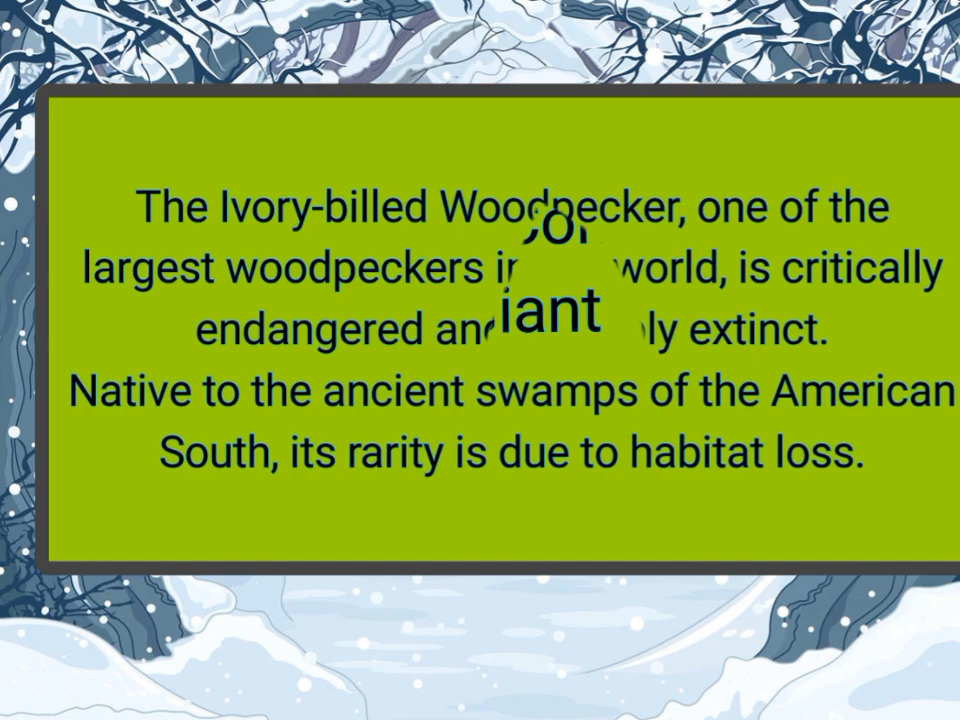 The Ivory-billed Woodpecker, one of the
largest woodpeckers world, is critically
endangered extinct.
iant
Native to the ancient swamps of the American
South, its rarity is due to habitat loss.